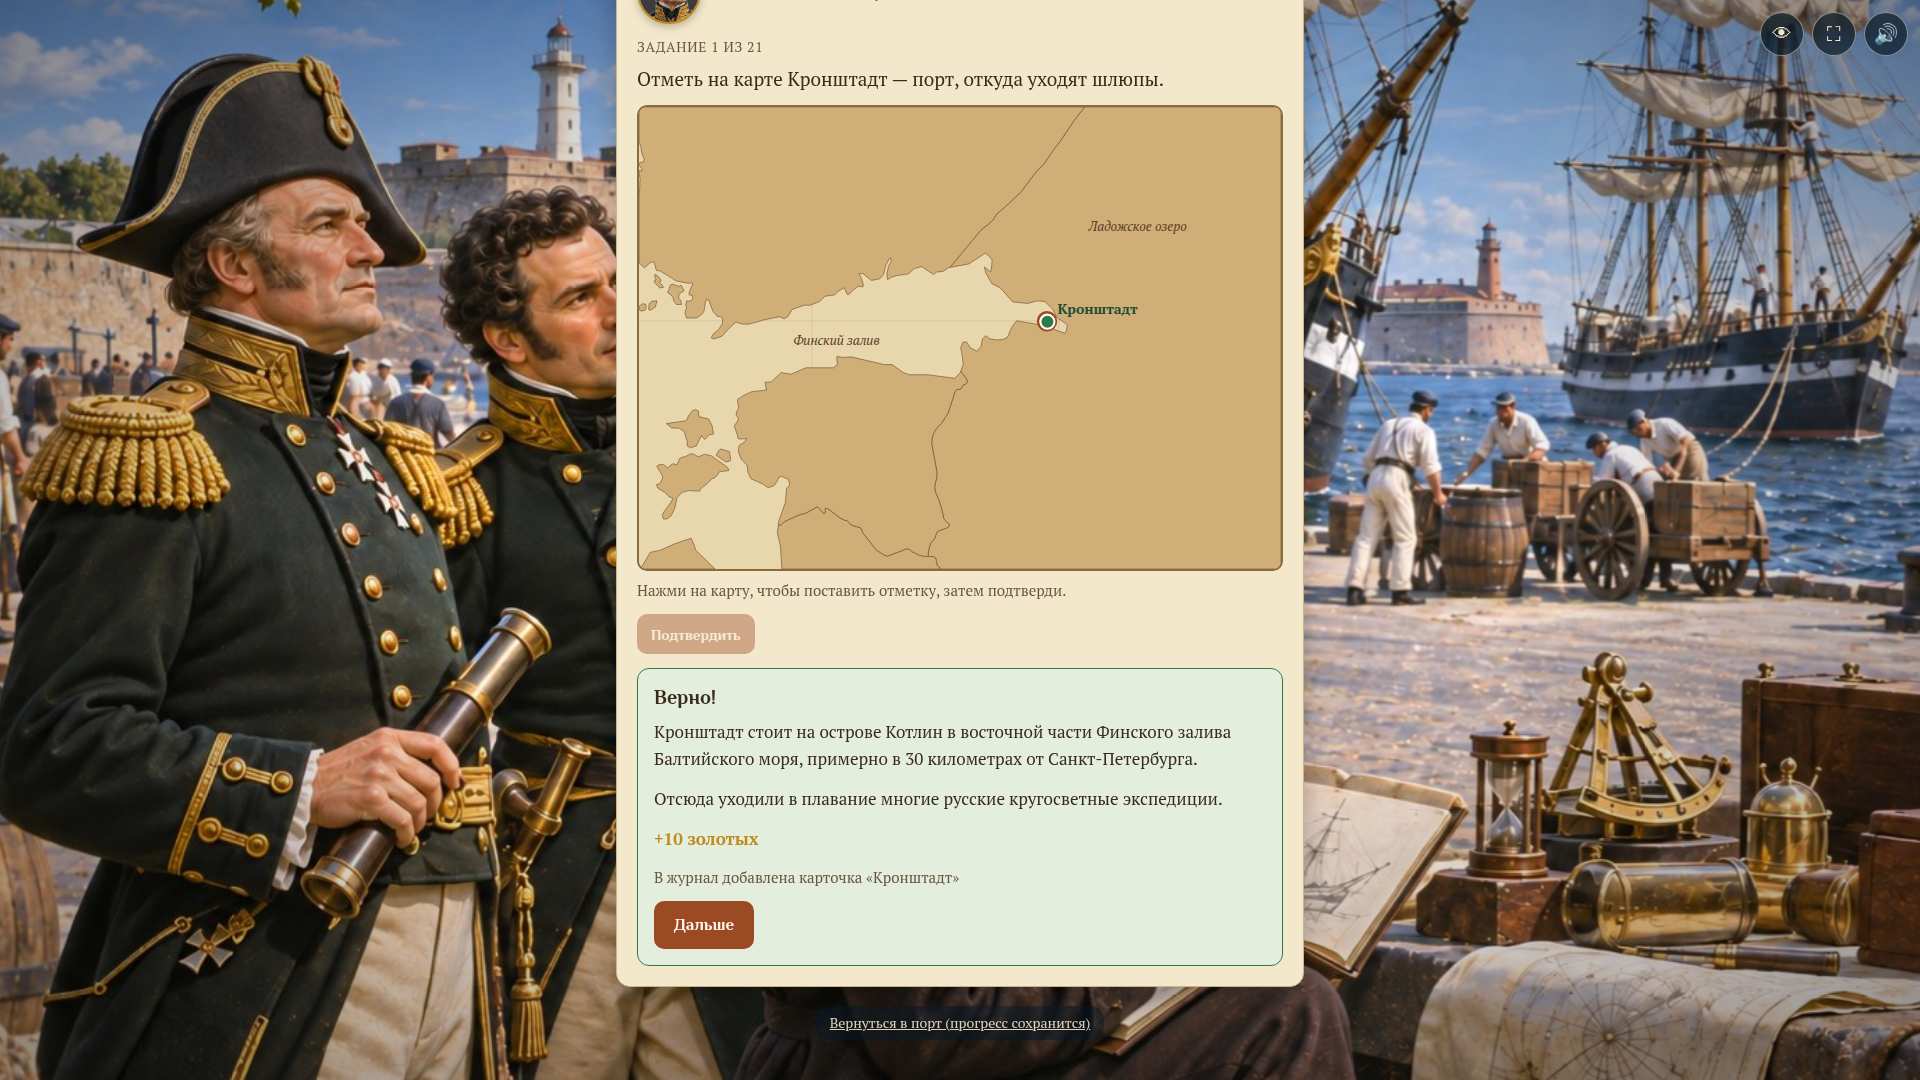 ЗАДАНИЕ 1 ИЗ 21
Отметь на карте Кронштадт — порт, откуда уходят шлюпы.
Ладожское озеро
Кронштадт
Финский залив
Нажми на карту, чтобы поставить отметку, затем подтверди.
Подтвердить
Верно!
Кронштадт стоит на острове Котлин в восточной части Финского залива
Балтийского моря, примерно в 30 километрах от Санкт-Петербурга.
Отсюда уходили в плавание многие русские кругосветные экспедиции.
+10 золотых
В журнал добавлена карточка «Кронштадт»
Дальше
Вернуться в порт (прогресс сохранится)